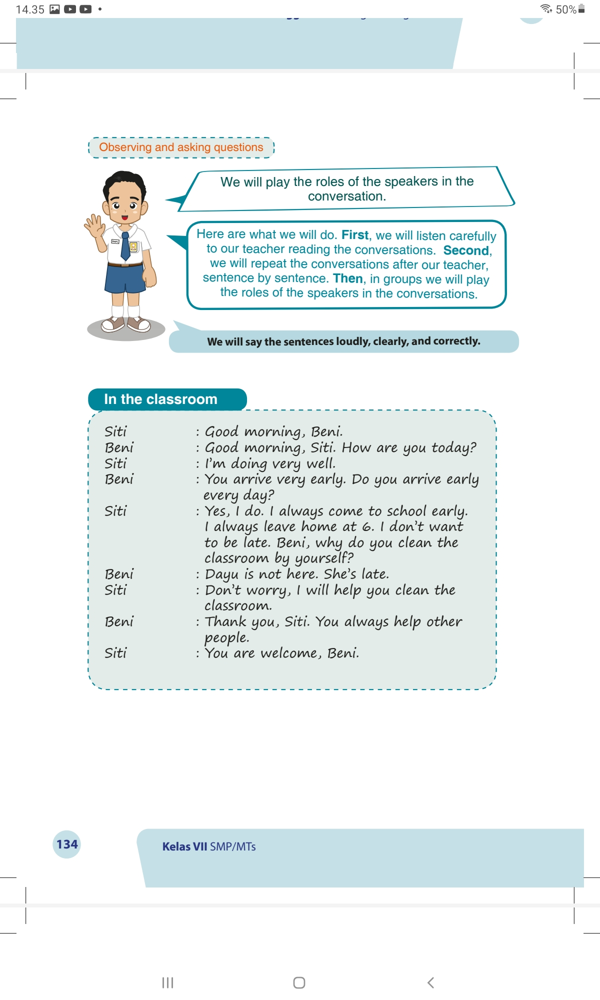 14.35
50%
Observing and asking questions
We will play the roles of the speakers in the
conversation.
Here are what we will do. First, we will listen carefully
to our teacher reading the conversations. Second,
we will repeat the conversations after our teacher,
sentence by sentence. Then, in groups we will play
the roles of the speakers in the conversations.
We will say the sentences loudly, clearly, and correctly.
In the classroom
Siti : Good morning, Beni.
Beni : Good morning, Siti. How are you today?
Siti : I'm doing very well.
Beni : You arrive very early. Do you arrive early
every day?
Siti : Yes, I do. I always come to school early.
I always leave home at 6. I don't want
to be late. Beni, why do you clean the
classroom by yourself?
Beni : Dayu is not here. She's late.
Siti : Don't worry, I will help you clean the
classroom.
Beni : Thank you, Siti. You always help other
people.
Siti : You are welcome, Beni.
134
Kelas VII SMP/MTs